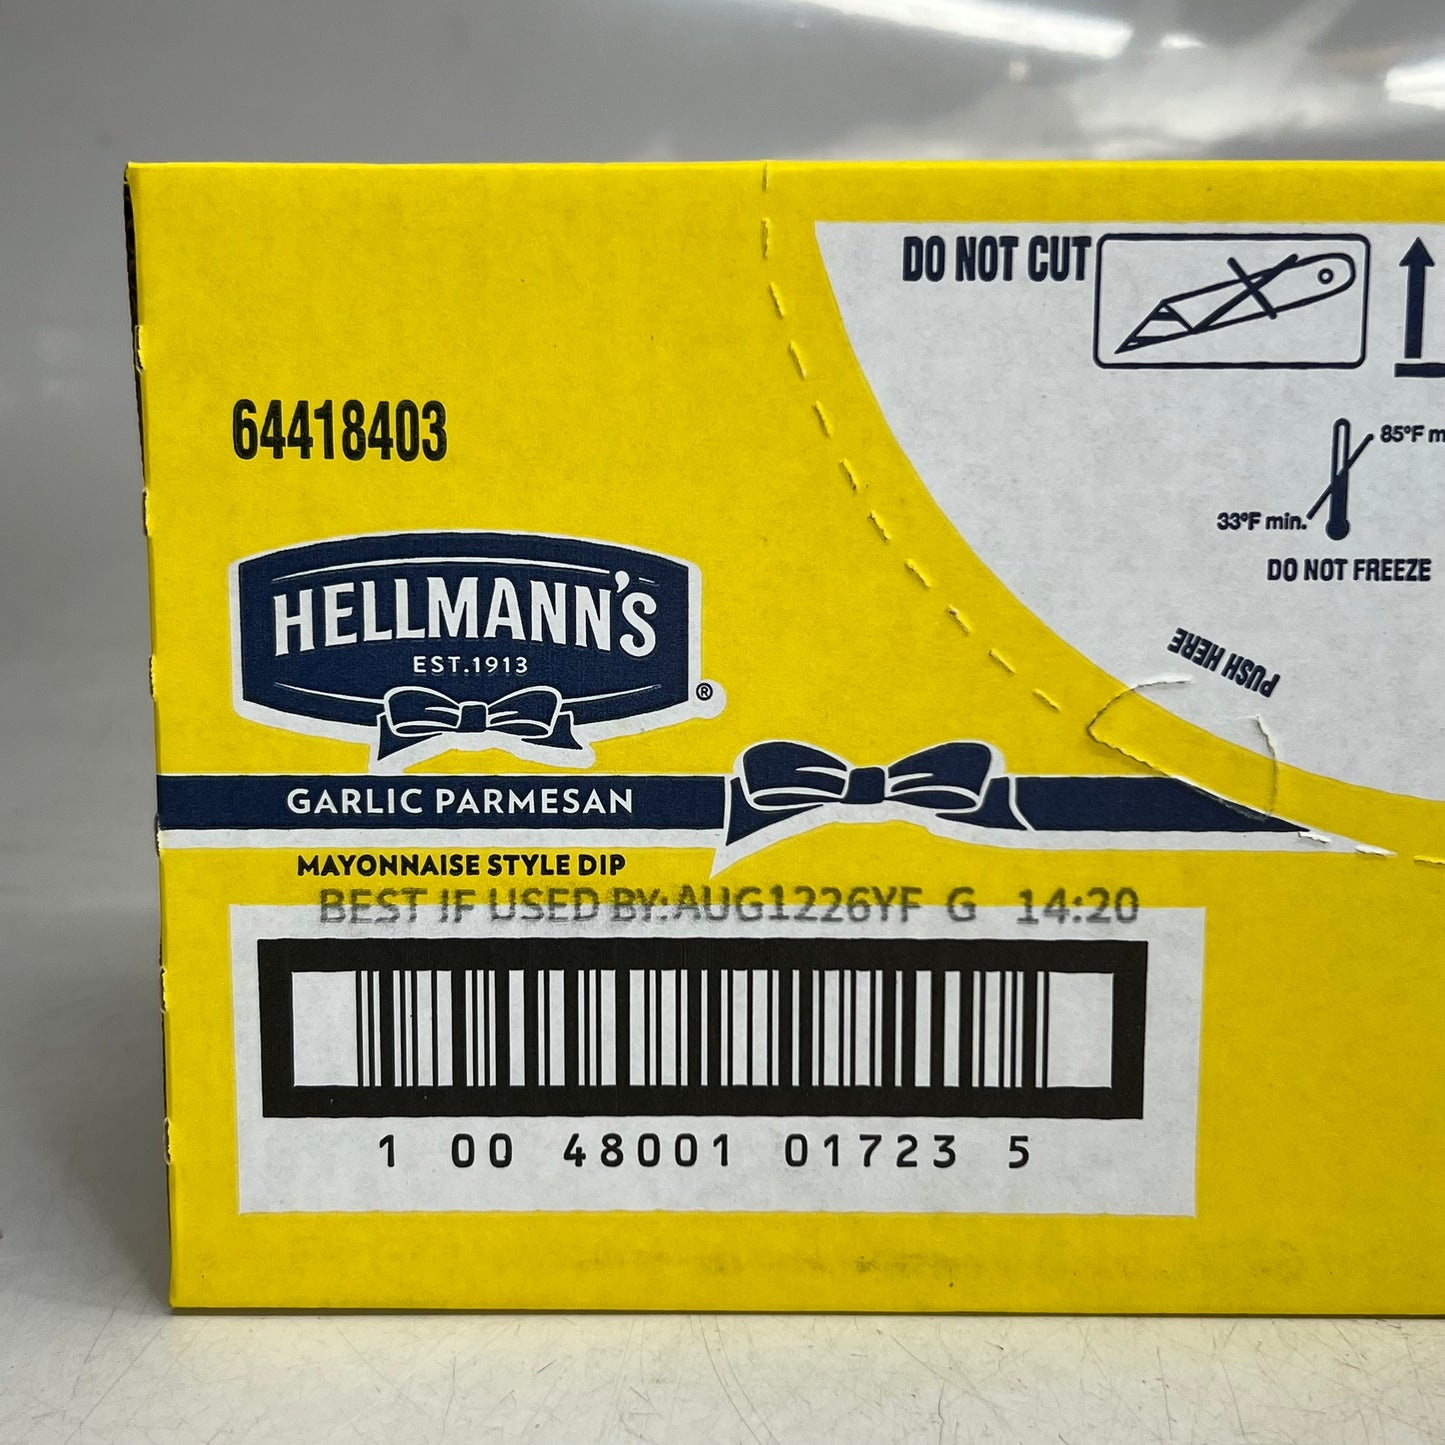 DO NOT CUT
85°F m
33°F min.
DO NOT FREEZE
PUSH HERE
64418403
HELLMANN'S
EST.1913
®
GARLIC PARMESAN
MAYONNAISE STYLE DIP
BEST IF USED BY:AUG1226YF G 14:20
1 00 48001 01723 5